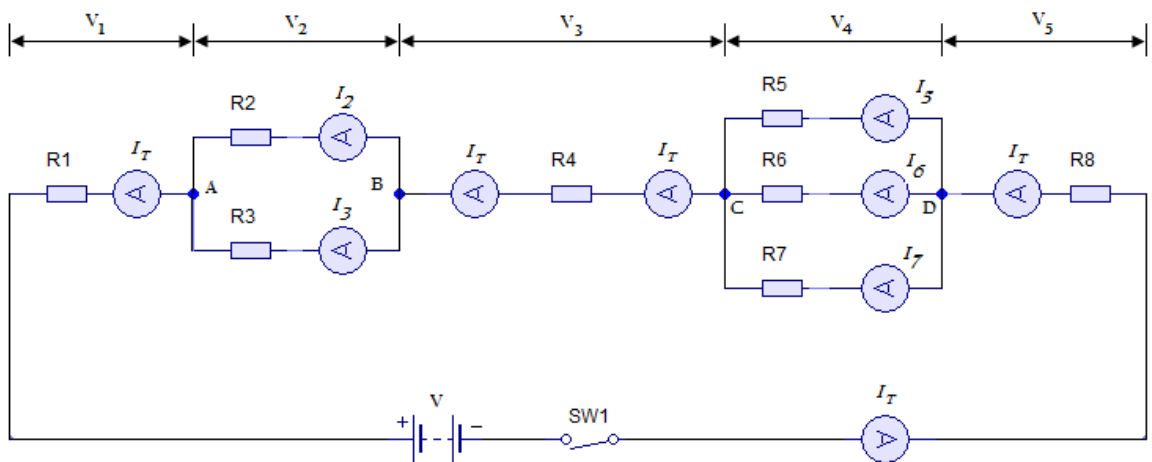 V1 V2 V3 V4 V5
R5 I5
R2 I2
R1 IT A B IT R4 IT R6 I6 IT R8
C D
R3 I3
R7 I7
V IT
+ − SW1
A A A A A A A A A A